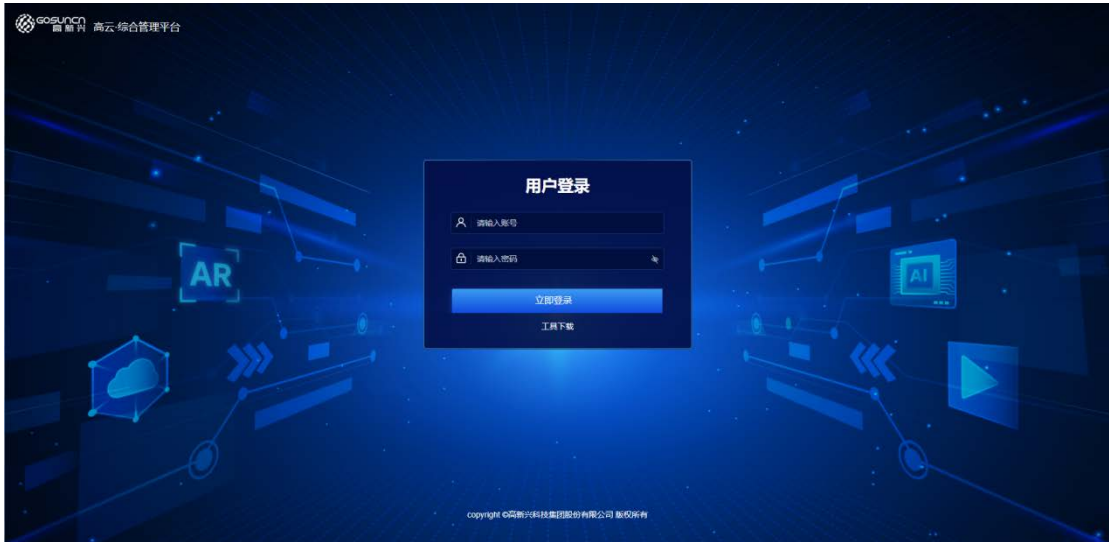 GOSUNCN
高新兴
高云·综合管理平台
用户登录
请输入账号
请输入密码
立即登录
工具下载
AR
AI
copyright ©高新兴科技集团股份有限公司 版权所有